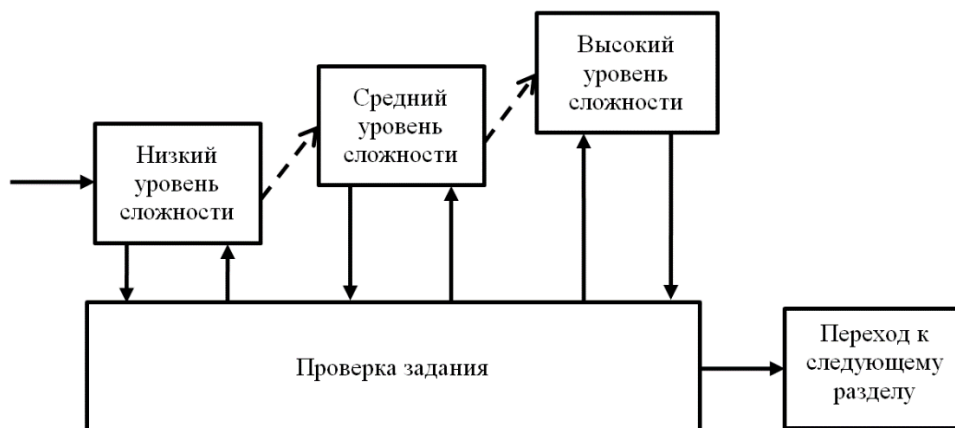 Высокий
уровень
сложности
Средний
уровень
сложности
Низкий
уровень
сложности
Проверка задания
Переход к
следующему
разделу